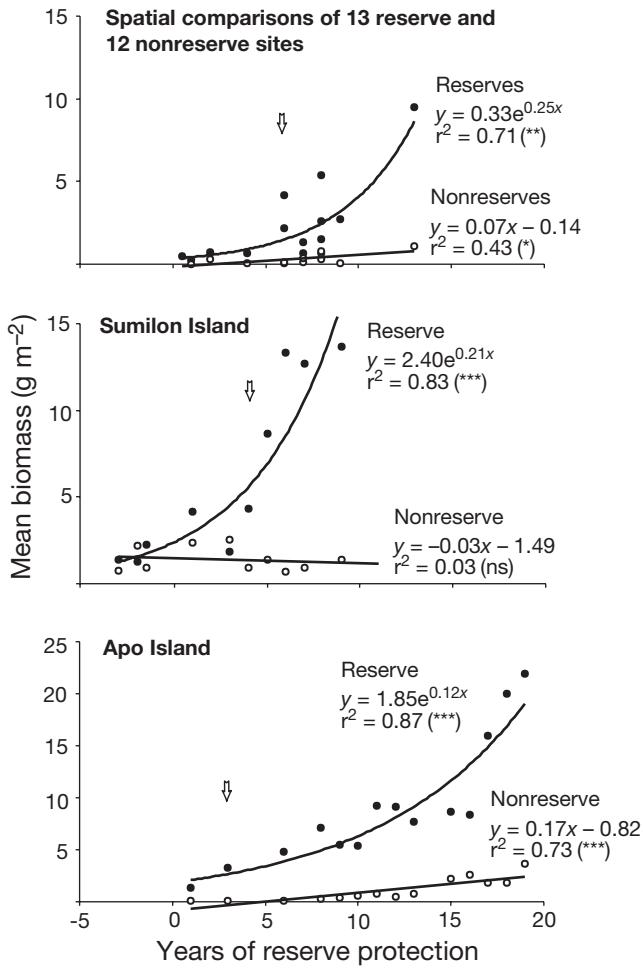 Spatial comparisons of 13 reserve and
12 nonreserve sites
15
10
5
Reserves
y = 0.33e^0.25x
r² = 0.71 (**)
Nonreserves
y = 0.07x – 0.14
r² = 0.43 (*)
Mean biomass (g m–2)
Sumilon Island
15
10
5
Reserve
y = 2.40e^0.21x
r² = 0.83 (***)
Nonreserve
y = –0.03x – 1.49
r² = 0.03 (ns)
Apo Island
25
20
15
10
5
Reserve
y = 1.85e^0.12x
r² = 0.87 (***)
Nonreserve
y = 0.17x – 0.82
r² = 0.73 (***)
-5 0 5 10 15 20
Years of reserve protection